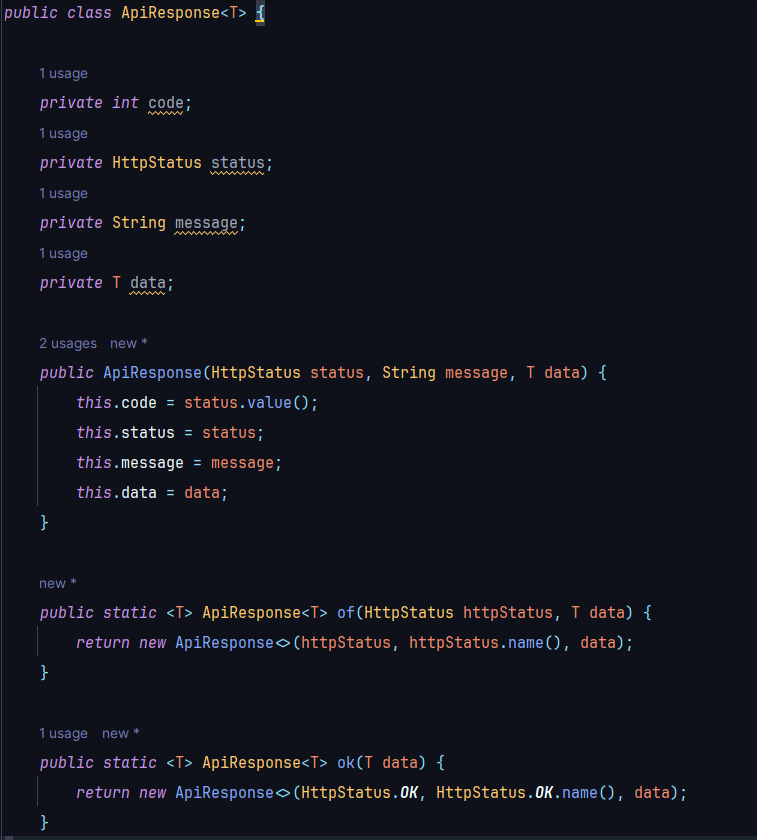 public class ApiResponse<T> {
1 usage
private int code;
1 usage
private HttpStatus status;
1 usage
private String message;
1 usage
private T data;
2 usages new *
public ApiResponse(HttpStatus status, String message, T data) {
this.code = status.value();
this.status = status;
this.message = message;
this.data = data;
}
new *
public static <T> ApiResponse<T> of(HttpStatus httpStatus, T data) {
return new ApiResponse<>(httpStatus, httpStatus.name(), data);
}
1 usage new *
public static <T> ApiResponse<T> ok(T data) {
return new ApiResponse<>(HttpStatus.OK, HttpStatus.OK.name(), data);
}